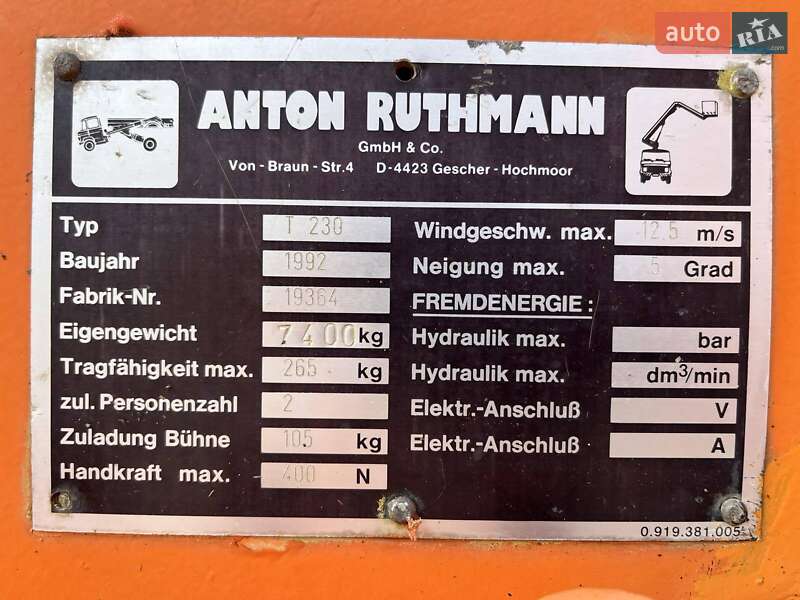 auto RIA
ANTON RUTHMANN
GmbH & Co.
Von - Braun - Str.4 D-4423 Gescher - Hochmoor
Typ T 230
Baujahr 1992
Fabrik-Nr. 19364
Eigengewicht 7400 kg
Tragfähigkeit max. 265 kg
zul. Personenzahl 2
Zuladung Bühne 105 kg
Handkraft max. 400 N
Windgeschw. max. 12.5 m/s
Neigung max. 5 Grad
FREMDENERGIE:
Hydraulik max. bar
Hydraulik max. dm³/min
Elektr.-Anschluß V
Elektr.-Anschluß A
0.919.381.005